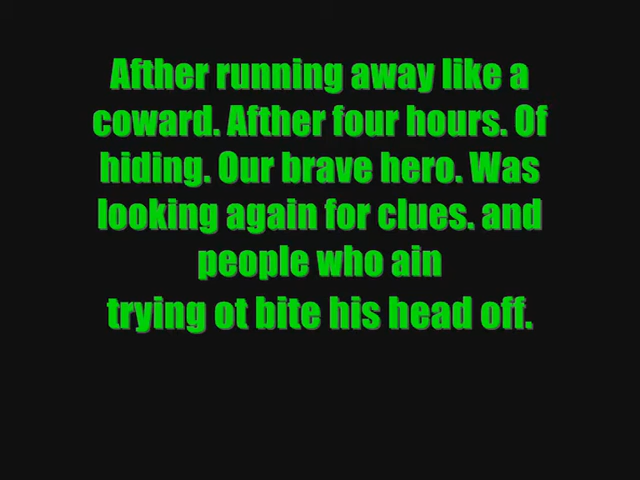 Afther running away like a
coward. Afther four hours. Of
hiding. Our brave hero. Was
looking again for clues. and
people who ain
trying ot bite his head off.